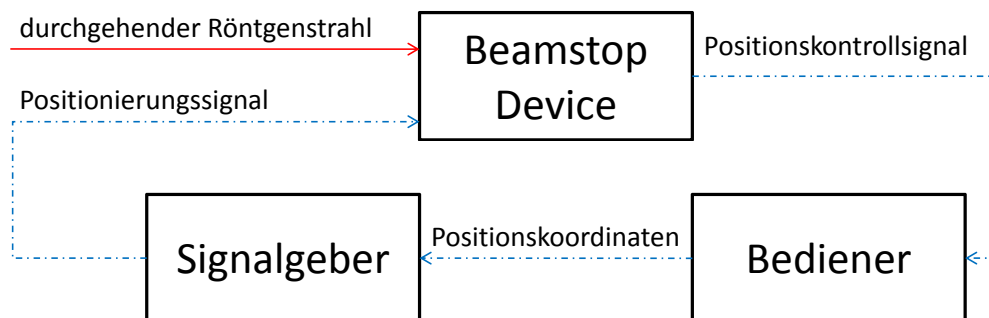 durchgehender Röntgenstrahl
Beamstop
Device
Positionskontrollsignal
Positionierungssignal
Signalgeber
Positionskoordinaten
Bediener